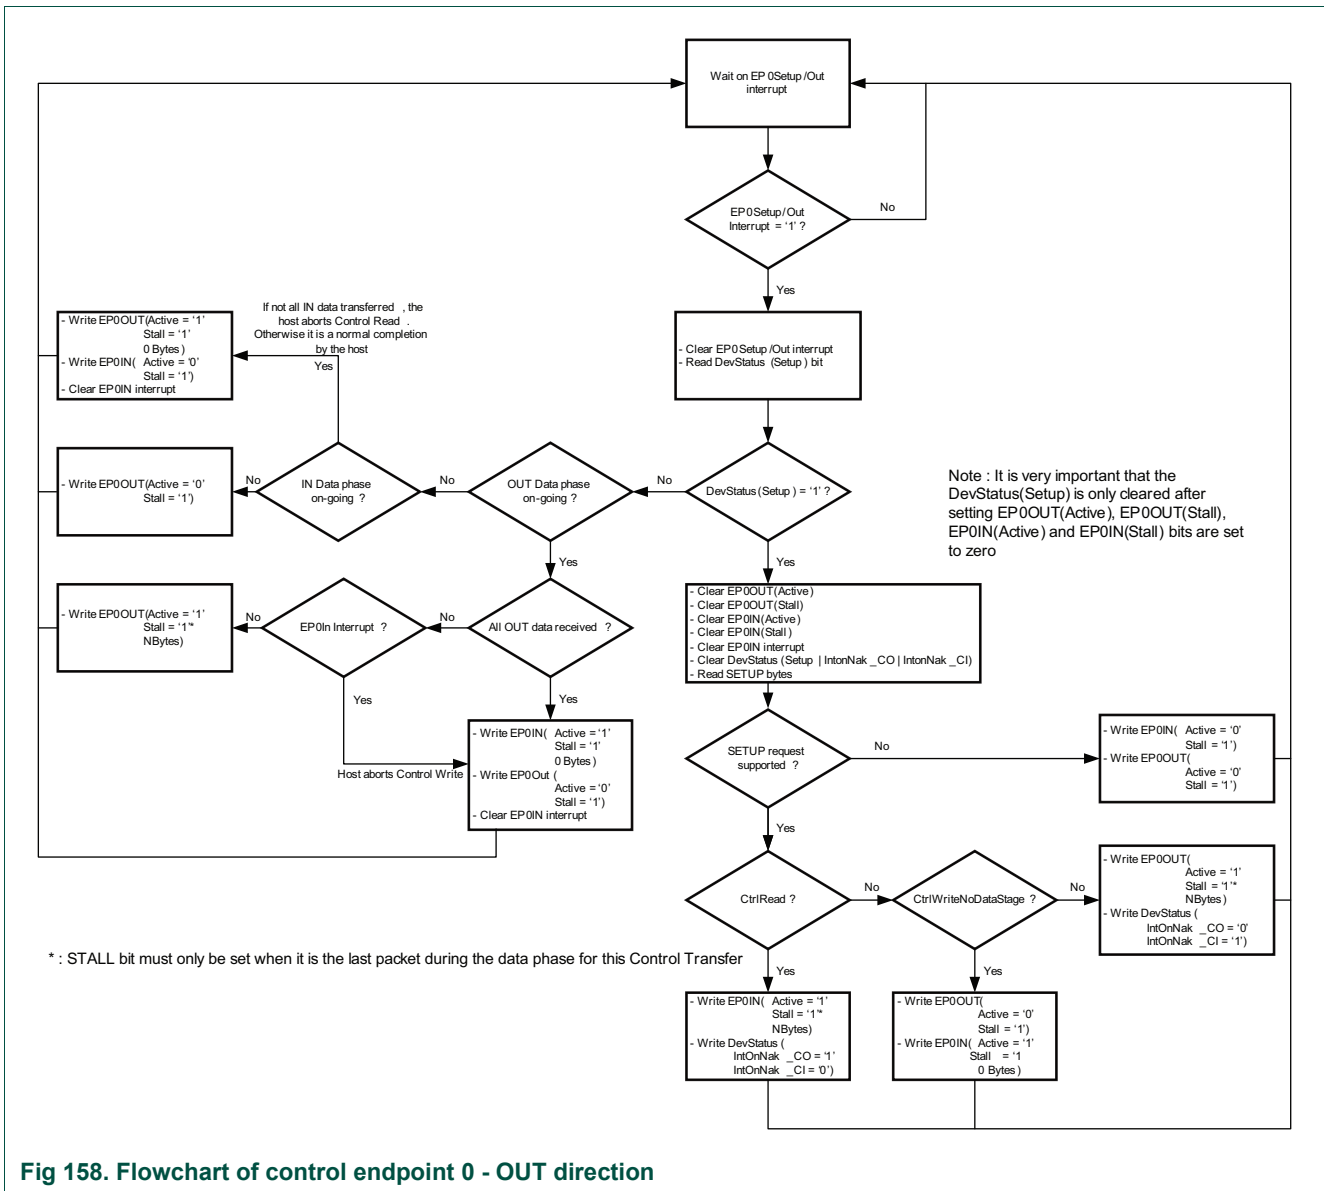 Wait on EP0Setup/Out
interrupt
EP0Setup/Out
Interrupt = ‘1’ ?
No
Yes
- Clear EP0Setup/Out interrupt
- Read DevStatus (Setup) bit
If not all IN data transferred , the
host aborts Control Read .
Otherwise it is a normal completion
by the host
Yes
- Write EP0OUT(Active = ‘1’
Stall = ‘1’
0 Bytes)
- Write EP0IN( Active = ‘0’
Stall = ‘1’)
- Clear EP0IN interrupt
- Write EP0OUT(Active = ‘0’
Stall = ‘1’)
No
IN Data phase
on-going ?
No
OUT Data phase
on-going ?
No
DevStatus(Setup) = ‘1’ ?
Note : It is very important that the
DevStatus(Setup) is only cleared after
setting EP0OUT(Active), EP0OUT(Stall),
EP0IN(Active) and EP0IN(Stall) bits are set
to zero
Yes
Yes
- Write EP0OUT(Active = ‘1’
Stall = ‘1’*
NBytes)
No
EP0In Interrupt ?
No
All OUT data received ?
- Clear EP0OUT(Active)
- Clear EP0OUT(Stall)
- Clear EP0IN(Active)
- Clear EP0IN(Stall)
- Clear EP0IN interrupt
- Clear DevStatus (Setup | IntonNak _CO | IntonNak _CI)
- Read SETUP bytes
Yes
Yes
Host aborts Control Write
- Write EP0IN( Active = ‘1’
Stall = ‘1’
0 Bytes)
- Write EP0Out (
Active = ‘0’
Stall = ‘1’)
- Clear EP0IN interrupt
SETUP request
supported ?
No
- Write EP0IN( Active = ‘0’
Stall = ‘1’)
- Write EP0OUT(
Active = ‘0’
Stall = ‘1’)
Yes
CtrlRead ?
No
CtrlWriteNoDataStage ?
No
- Write EP0OUT(
Active = ‘1’
Stall = ‘1’*
NBytes)
- Write DevStatus (
IntOnNak _CO = ‘0’
IntOnNak _CI = ‘1’)
* : STALL bit must only be set when it is the last packet during the data phase for this Control Transfer
Yes
Yes
- Write EP0IN( Active = ‘1’
Stall = ‘1’*
NBytes)
- Write DevStatus (
IntOnNak _CO = ‘1’
IntOnNak _CI = ‘0’)
- Write EP0OUT(
Active = ‘0’
Stall = ‘1’)
- Write EP0IN( Active = ‘1’
Stall = ‘1
0 Bytes)
Fig 158. Flowchart of control endpoint 0 - OUT direction